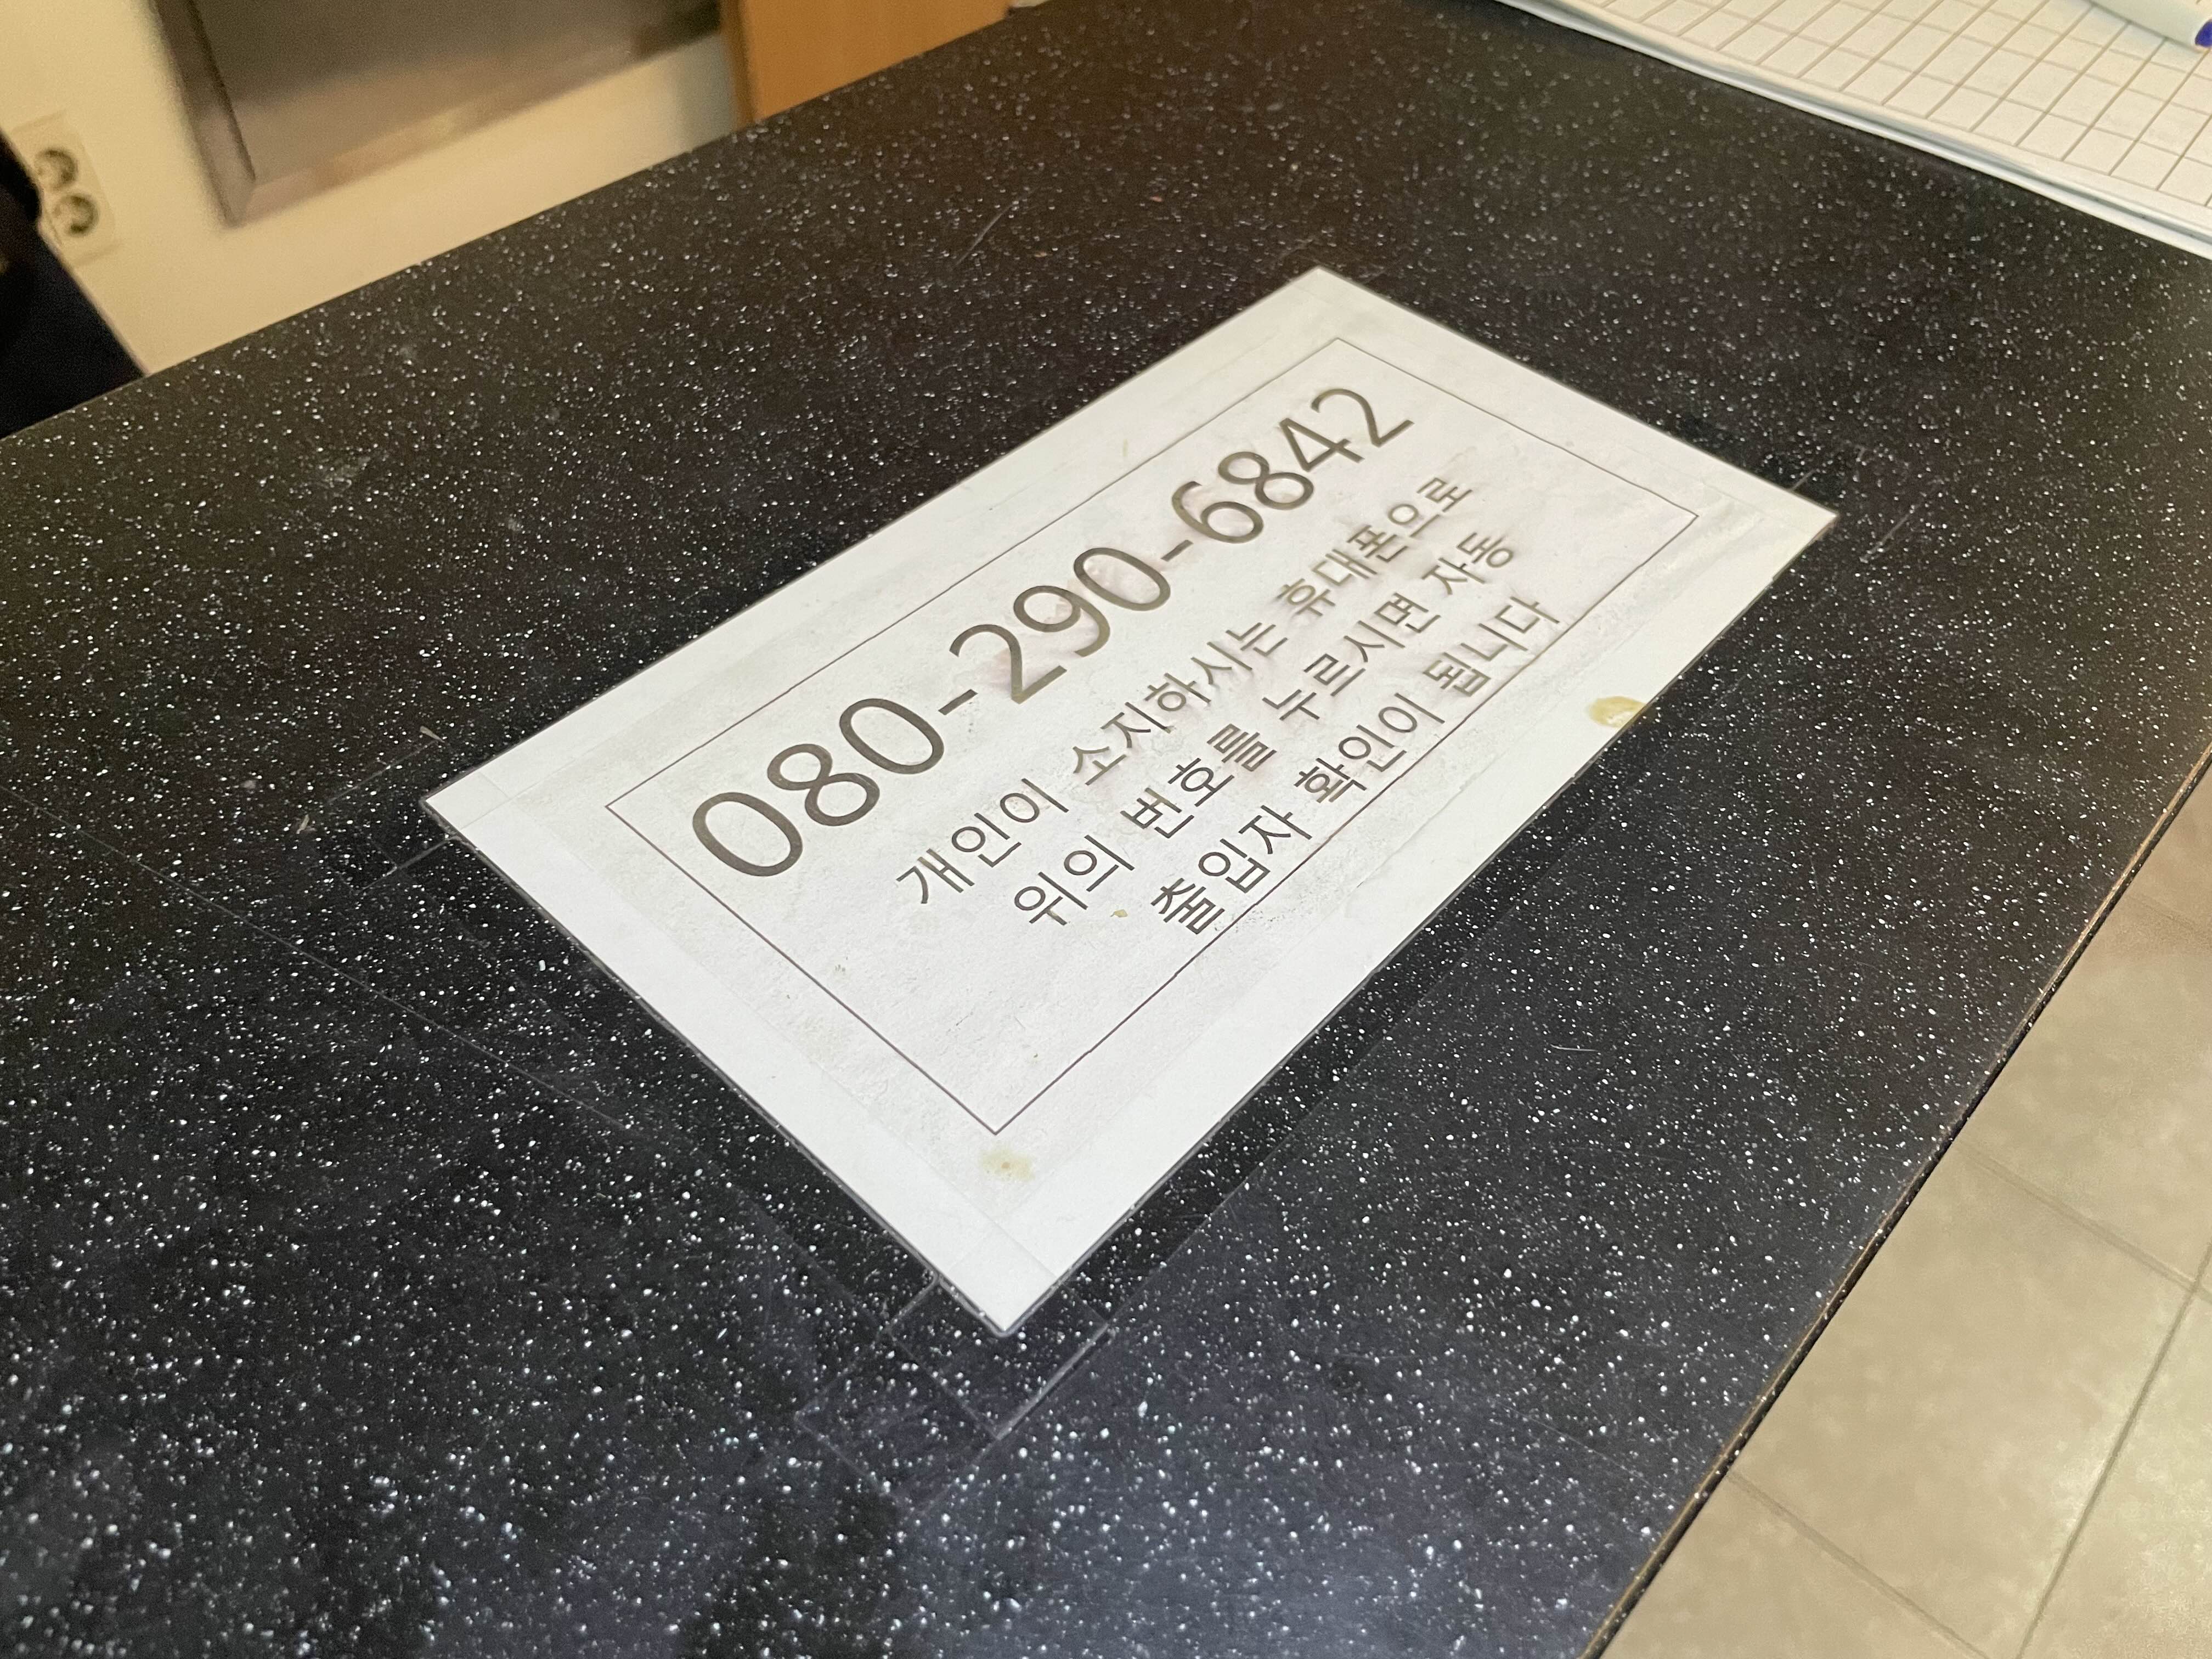 080-290-6842
개인이 소지하시는 휴대폰으로
위의 번호를 누르시면 자동
출입자 확인이 됩니다